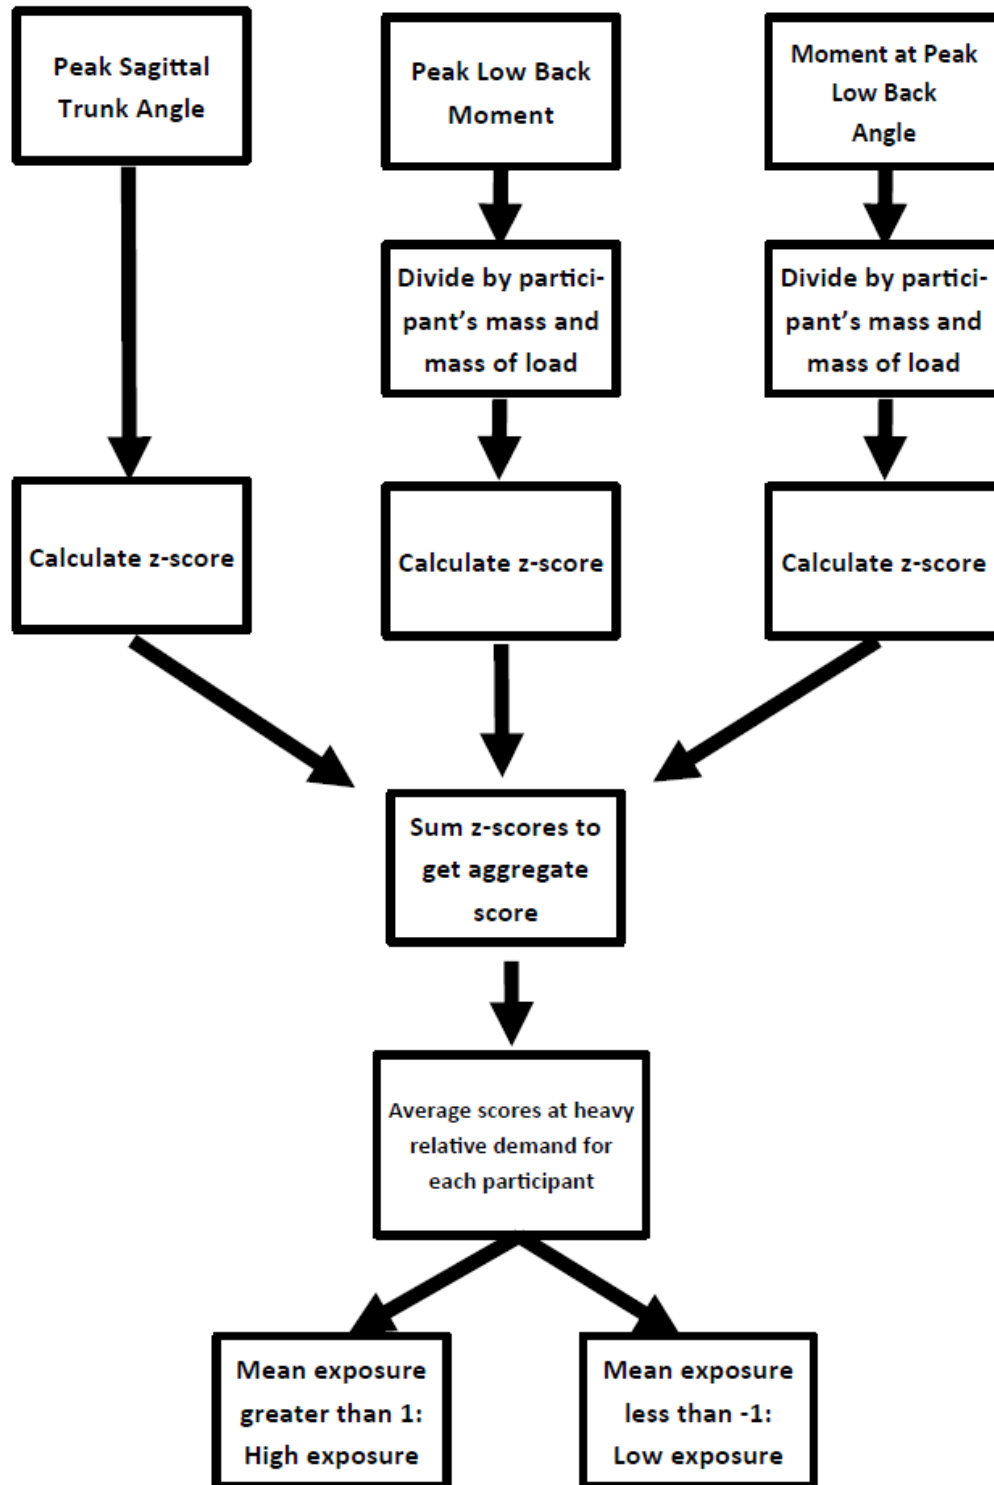 Peak Sagittal
Trunk Angle
Peak Low Back
Moment
Moment at Peak
Low Back
Angle
Divide by partici-
pant’s mass and
mass of load
Divide by partici-
pant’s mass and
mass of load
Calculate z-score
Calculate z-score
Calculate z-score
Sum z-scores to
get aggregate
score
Average scores at heavy
relative demand for
each participant
Mean exposure
greater than 1:
High exposure
Mean exposure
less than -1:
Low exposure